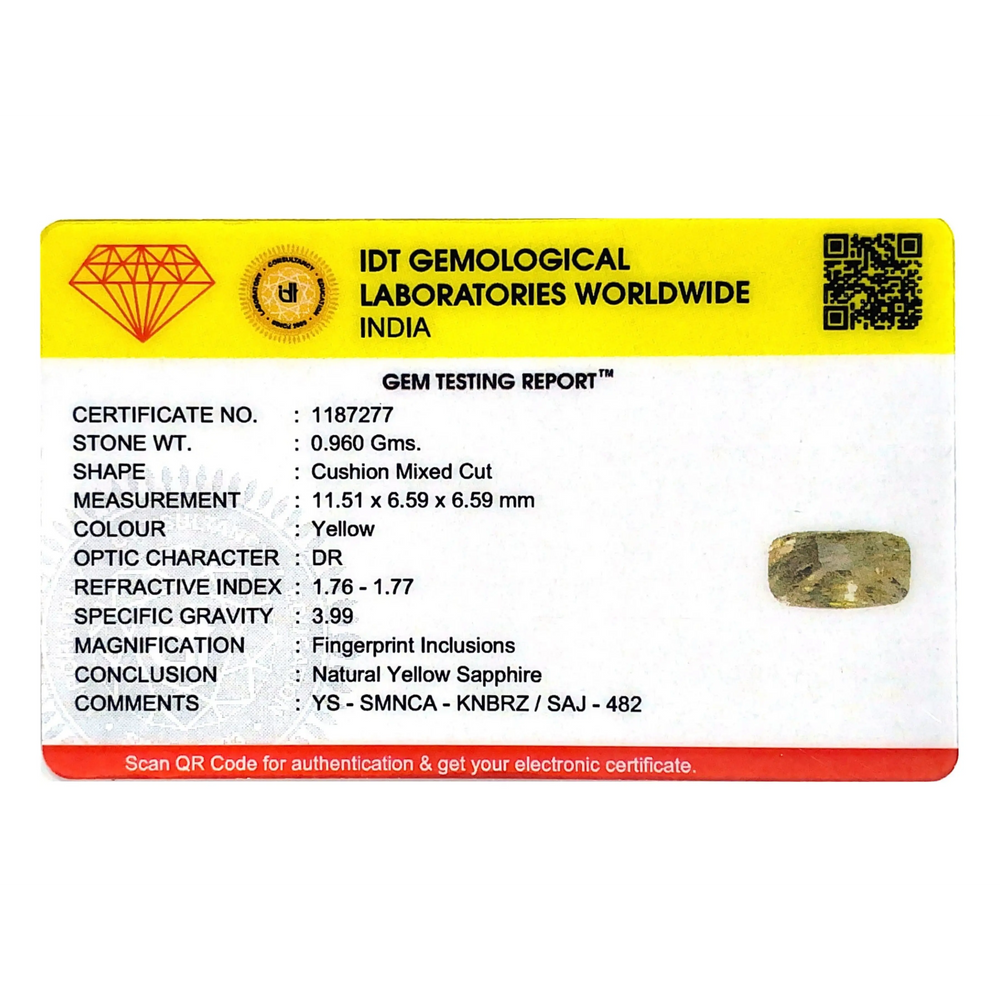 IDT GEMOLOGICAL
LABORATORIES WORLDWIDE
INDIA
GEM TESTING REPORT™
CERTIFICATE NO. : 1187277
STONE WT. : 0.960 Gms.
SHAPE : Cushion Mixed Cut
MEASUREMENT : 11.51 x 6.59 x 6.59 mm
COLOUR : Yellow
OPTIC CHARACTER : DR
REFRACTIVE INDEX : 1.76 - 1.77
SPECIFIC GRAVITY : 3.99
MAGNIFICATION : Fingerprint Inclusions
CONCLUSION : Natural Yellow Sapphire
COMMENTS : YS - SMNCA - KNBRZ / SAJ - 482
Scan QR Code for authentication & get your electronic certificate.